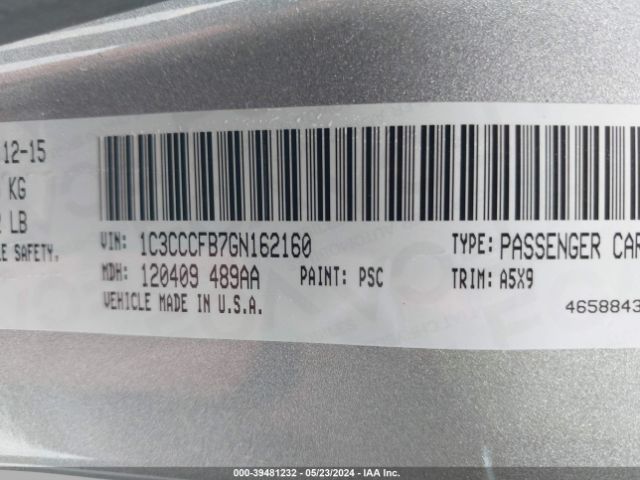 12-15
KG
LB
SAFETY.
VIN: 1C3CCCFB7GN162160 TYPE: PASSENGER CAR
MDH: 120409 489AA PAINT: PSC TRIM: A5X9
VEHICLE MADE IN U.S.A.
4658843
000-39481232 - 05/23/2024 - IAA Inc.